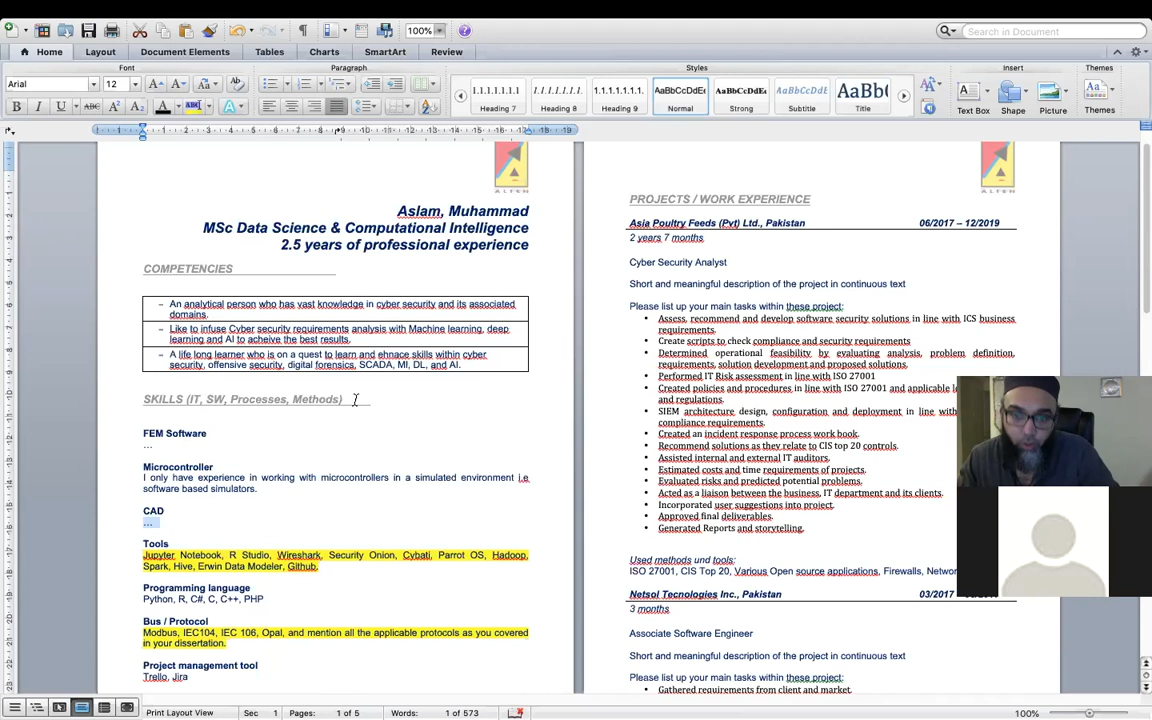 100%
Search in Document
Home
Layout
Document Elements
Tables
Charts
SmartArt
Review
Font
Paragraph
Styles
Insert
Themes
Arial
12
Heading 7
Heading 8
Heading 9
Normal
Strong
Subtitle
Title
Text Box
Shape
Picture
Themes
ALTEN
Aslam, Muhammad
MSc Data Science & Computational Intelligence
2.5 years of professional experience
COMPETENCIES
– An analytical person who has vast knowledge in cyber security and its associated
domains.
– Like to infuse Cyber security requirements analysis with Machine learning, deep
learning and AI to acheive the best results.
– A life long learner who is on a quest to learn and ehnace skills within cyber
security, offensive security, digital forensics, SCADA, MI, DL, and AI.
SKILLS (IT, SW, Processes, Methods)
FEM Software
...
Microcontroller
I only have experience in working with microcontrollers in a simulated environment i,e
software based simulators.
CAD
...
Tools
Jupyter Notebook, R Studio, Wireshark, Security Onion, Cybati, Parrot OS, Hadoop,
Spark, Hive, Erwin Data Modeler, Github.
Programming language
Python, R, C#, C, C++, PHP
Bus / Protocol
Modbus, IEC104, IEC 106, Opal, and mention all the applicable protocols as you covered
in your dissertation.
Project management tool
Trello, Jira
ALTEN
PROJECTS / WORK EXPERIENCE
Asia Poultry Feeds (Pvt) Ltd., Pakistan 06/2017 – 12/2019
2 years 7 months
Cyber Security Analyst
Short and meaningful description of the project in continuous text
Please list up your main tasks within these project:
• Assess, recommend and develop software security solutions in line with ICS business
requirements.
• Create scripts to check compliance and security requirements
• Determined operational feasibility by evaluating analysis, problem definition,
requirements, solution development and proposed solutions.
• Performed IT Risk assessment in line with ISO 27001
• Created policies and procedures in line with ISO 27001 and applicable
and regulations.
• SIEM architecture design, configuration and deployment in line with
compliance requirements.
• Created an incident response process work book.
• Recommend solutions as they relate to CIS top 20 controls.
• Assisted internal and external IT auditors.
• Estimated costs and time requirements of projects.
• Evaluated risks and predicted potential problems.
• Acted as a liaison between the business, IT department and its clients.
• Incorporated user suggestions into project.
• Approved final deliverables.
• Generated Reports and storytelling.
Used methods und tools:
ISO 27001, CIS Top 20, Various Open source applications, Firewalls,
Netsol Tecnologies Inc., Pakistan 03/2017
3 months
Associate Software Engineer
Short and meaningful description of the project in continuous text
Please list up your main tasks within these project:
• Gathered requirements from client and market.
Print Layout View
Sec 1
Pages: 1 of 5
Words: 1 of 573
100%